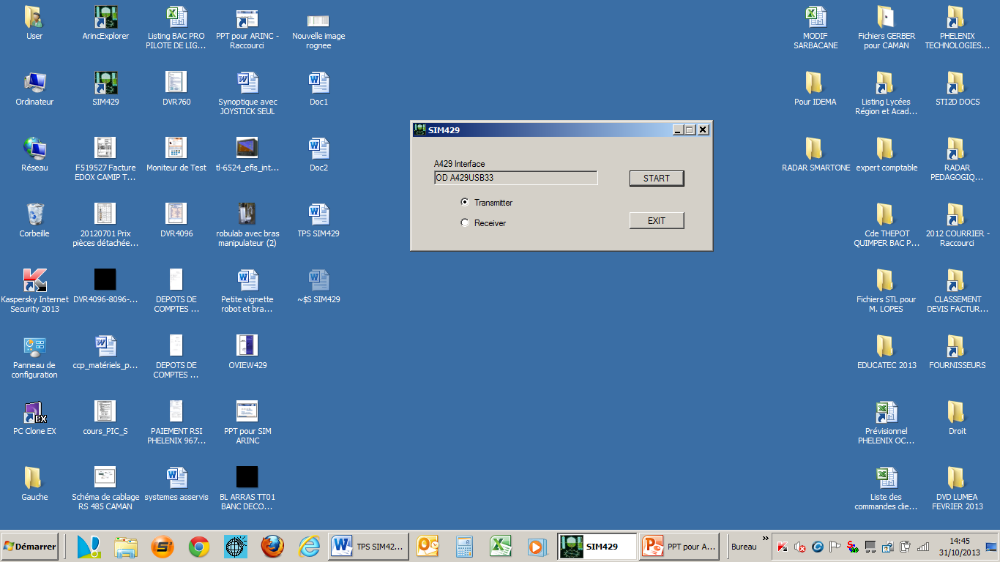 User
ArincExplorer
Listing BAC PRO
PILOTE DE LIG...
PPT pour ARINC -
Raccourci
Nouvelle image
rognee
MODIF
SARBACANE
Fichiers GERBER
pour CAMAN
PHELENIX
TECHNOLOGIES...
Ordinateur
SIM429
DVR760
Synoptique avec
JOYSTICK SEUL
Doc1
Pour IDEMA
Listing Lycées
Région et Acad...
STI2D DOCS
SIM429
A429 Interface
OD A429USB33
START
Transmitter
Receiver
EXIT
Réseau
F519527 Facture
EDOX CAMIP T...
Moniteur de Test
tl-6524_efis_int...
Doc2
RADAR SMARTONE
expert comptable
RADAR
PEDAGOGIQ...
Corbeille
20120701 Prix
pièces détachée...
DVR4096
robulab avec bras
manipulateur (2)
TPS SIM429
Cde THEPOT
QUIMPER BAC P...
2012 COURRIER -
Raccourci
Kaspersky Internet
Security 2013
DVR4096-8096-...
DEPOTS DE
COMPTES ...
Petite vignette
robot et bra...
~$S SIM429
Fichiers STL pour
M. LOPES
CLASSEMENT
DEVIS FACTUR...
Panneau de
configuration
ccp_matériels_p...
DEPOTS DE
COMPTES ...
OVIEW429
EDUCATEC 2013
FOURNISSEURS
PC Clone EX
cours_PIC_S
PAIEMENT RSI
PHELENIX 967...
PPT pour SIM
ARINC
Prévisionnel
PHELENIX OC...
Droit
Gauche
Schéma de cablage
RS 485 CAMAN
systemes asservis
BL ARRAS TT01
BANC DECO...
Liste des
commandes clie...
DVD LUMEA
FEVRIER 2013
Démarrer
TPS SIM42...
SIM429
PPT pour A...
Bureau
»
14:45
31/10/2013